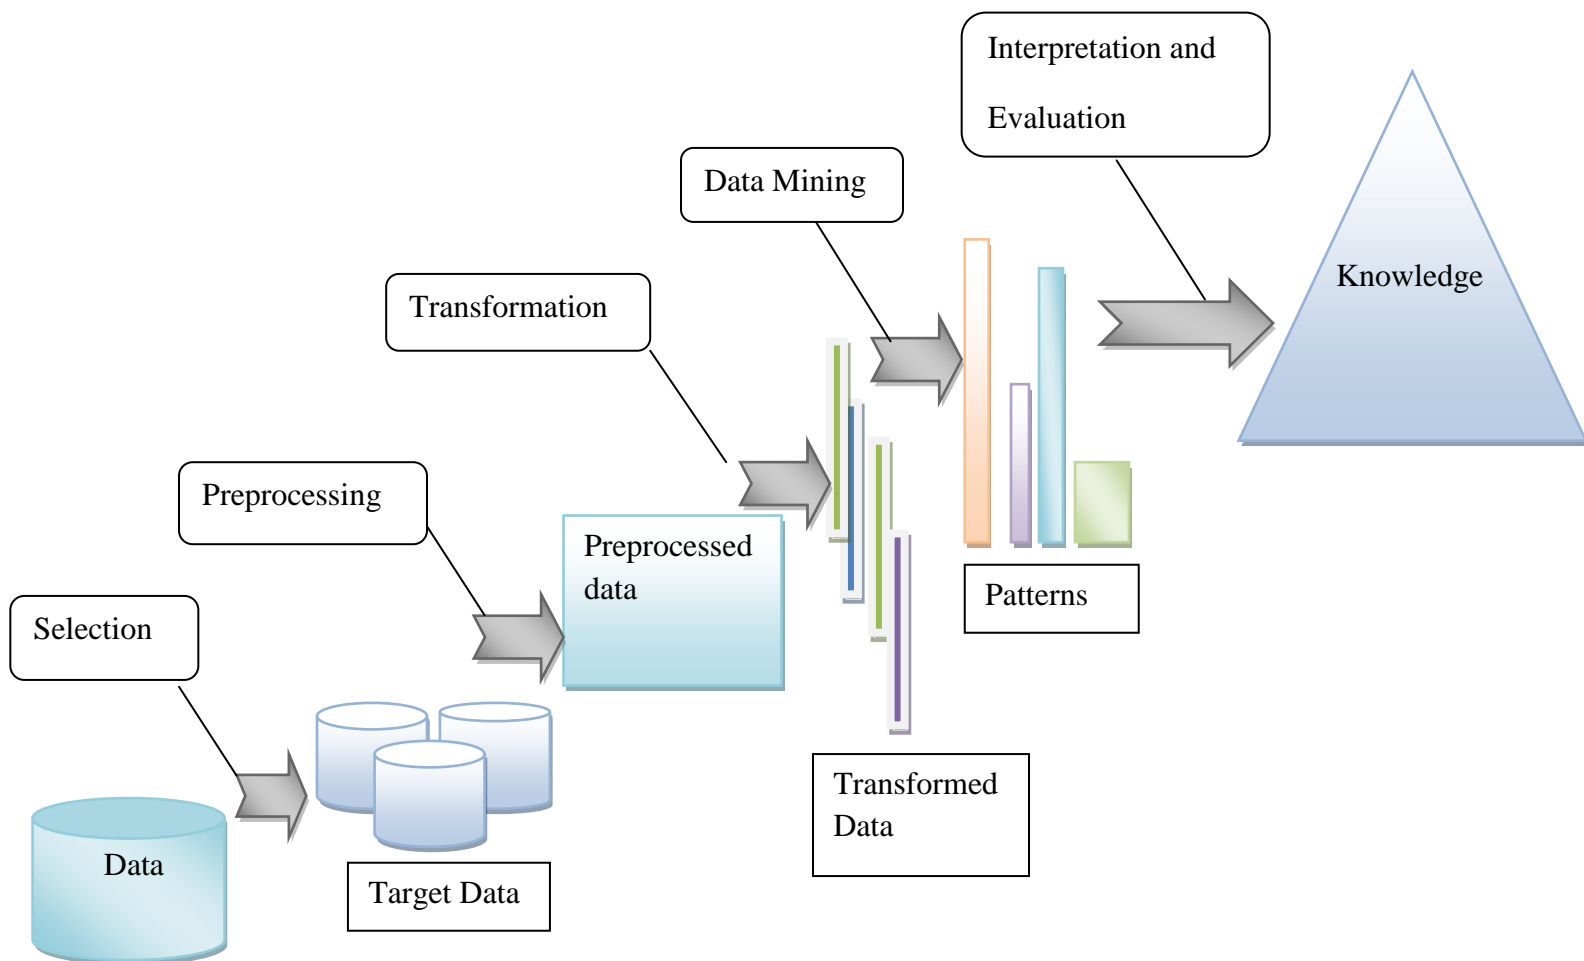 Interpretation and
Evaluation
Data Mining
Knowledge
Transformation
Preprocessing
Preprocessed
data
Patterns
Selection
Transformed
Data
Data
Target Data